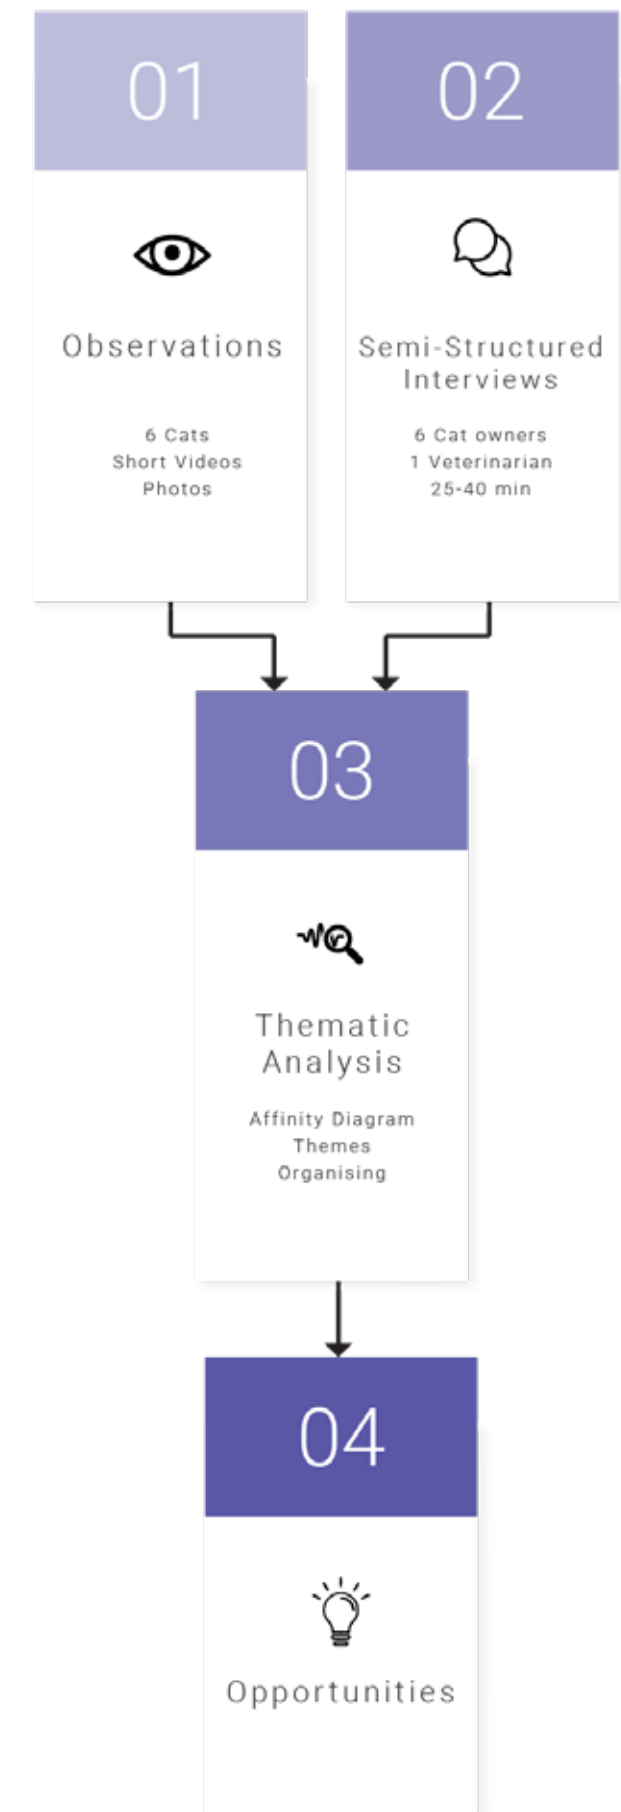 01
Observations
6 Cats
Short Videos
Photos
02
Semi-Structured
Interviews
6 Cat owners
1 Veterinarian
25-40 min
03
Thematic
Analysis
Affinity Diagram
Themes
Organising
04
Opportunities